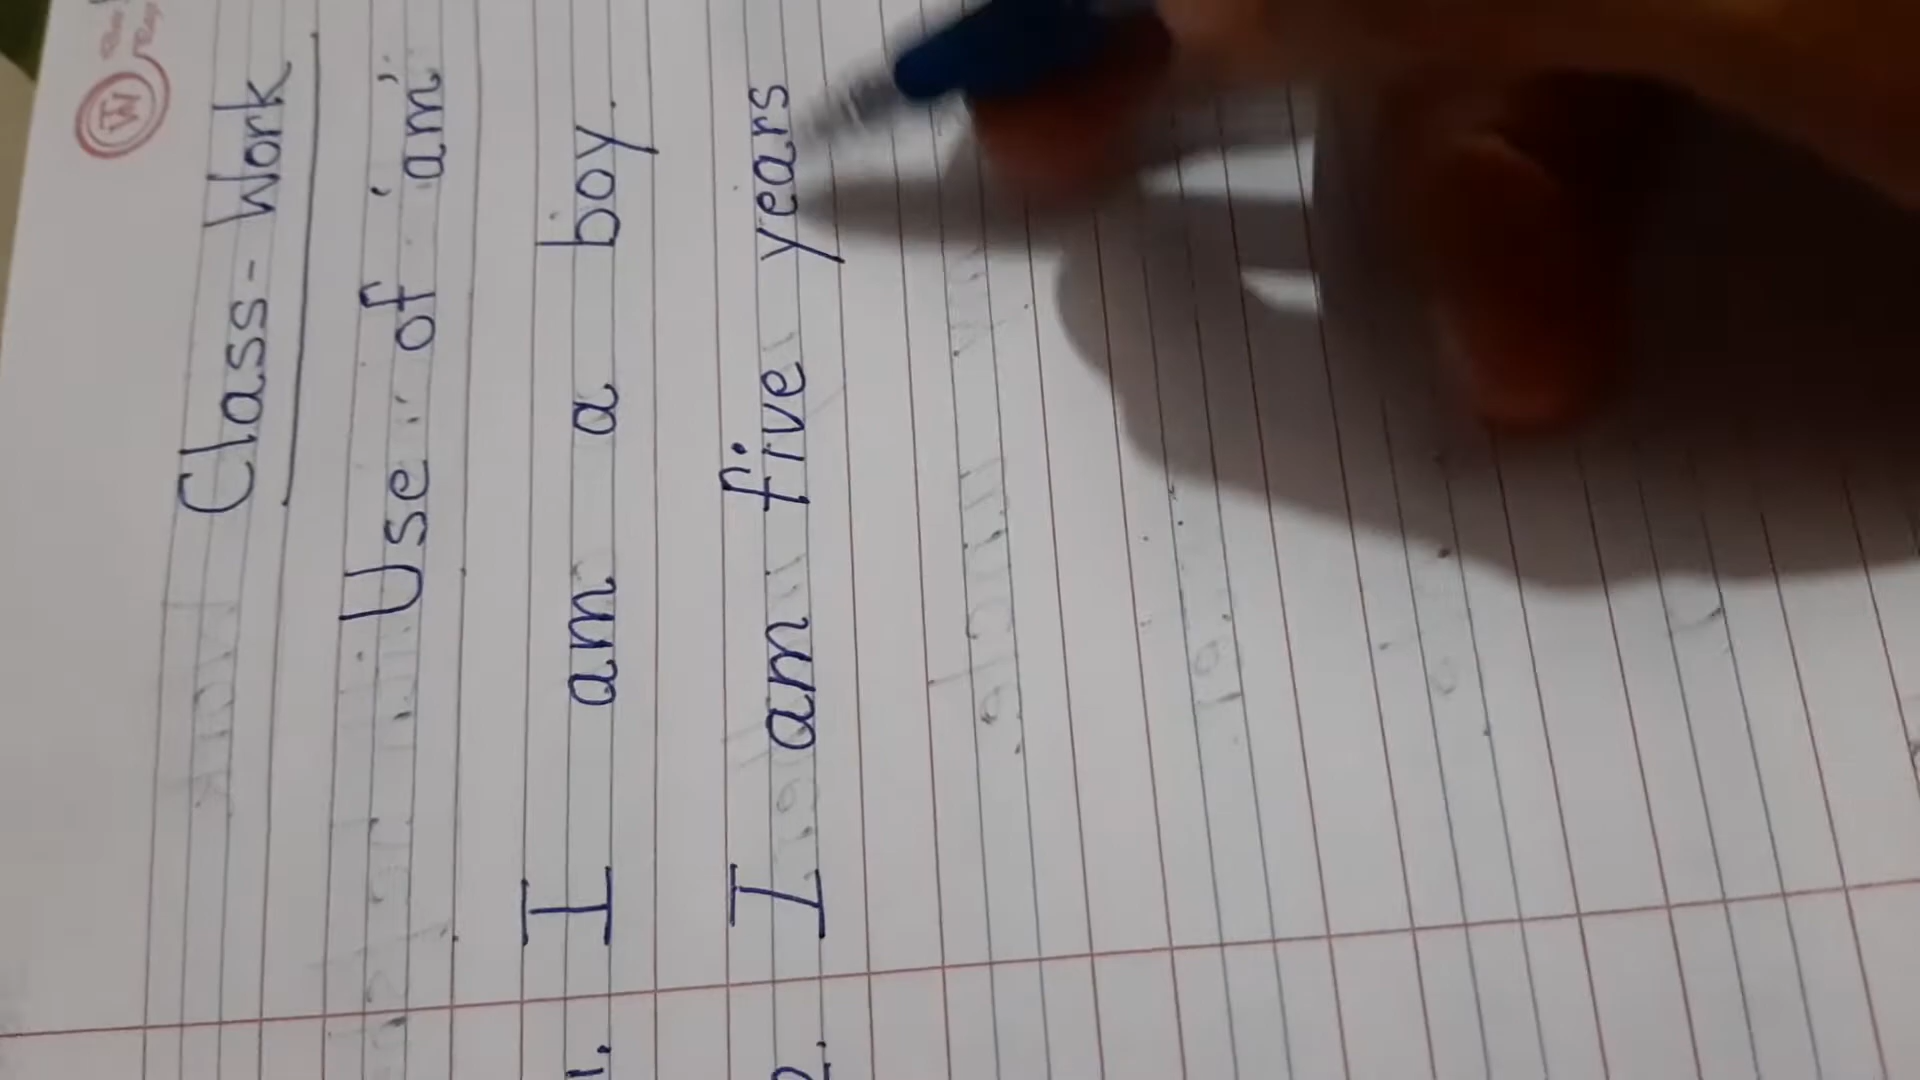 Class-Work
Use of 'am'
1. I am a boy.
2. I am five years